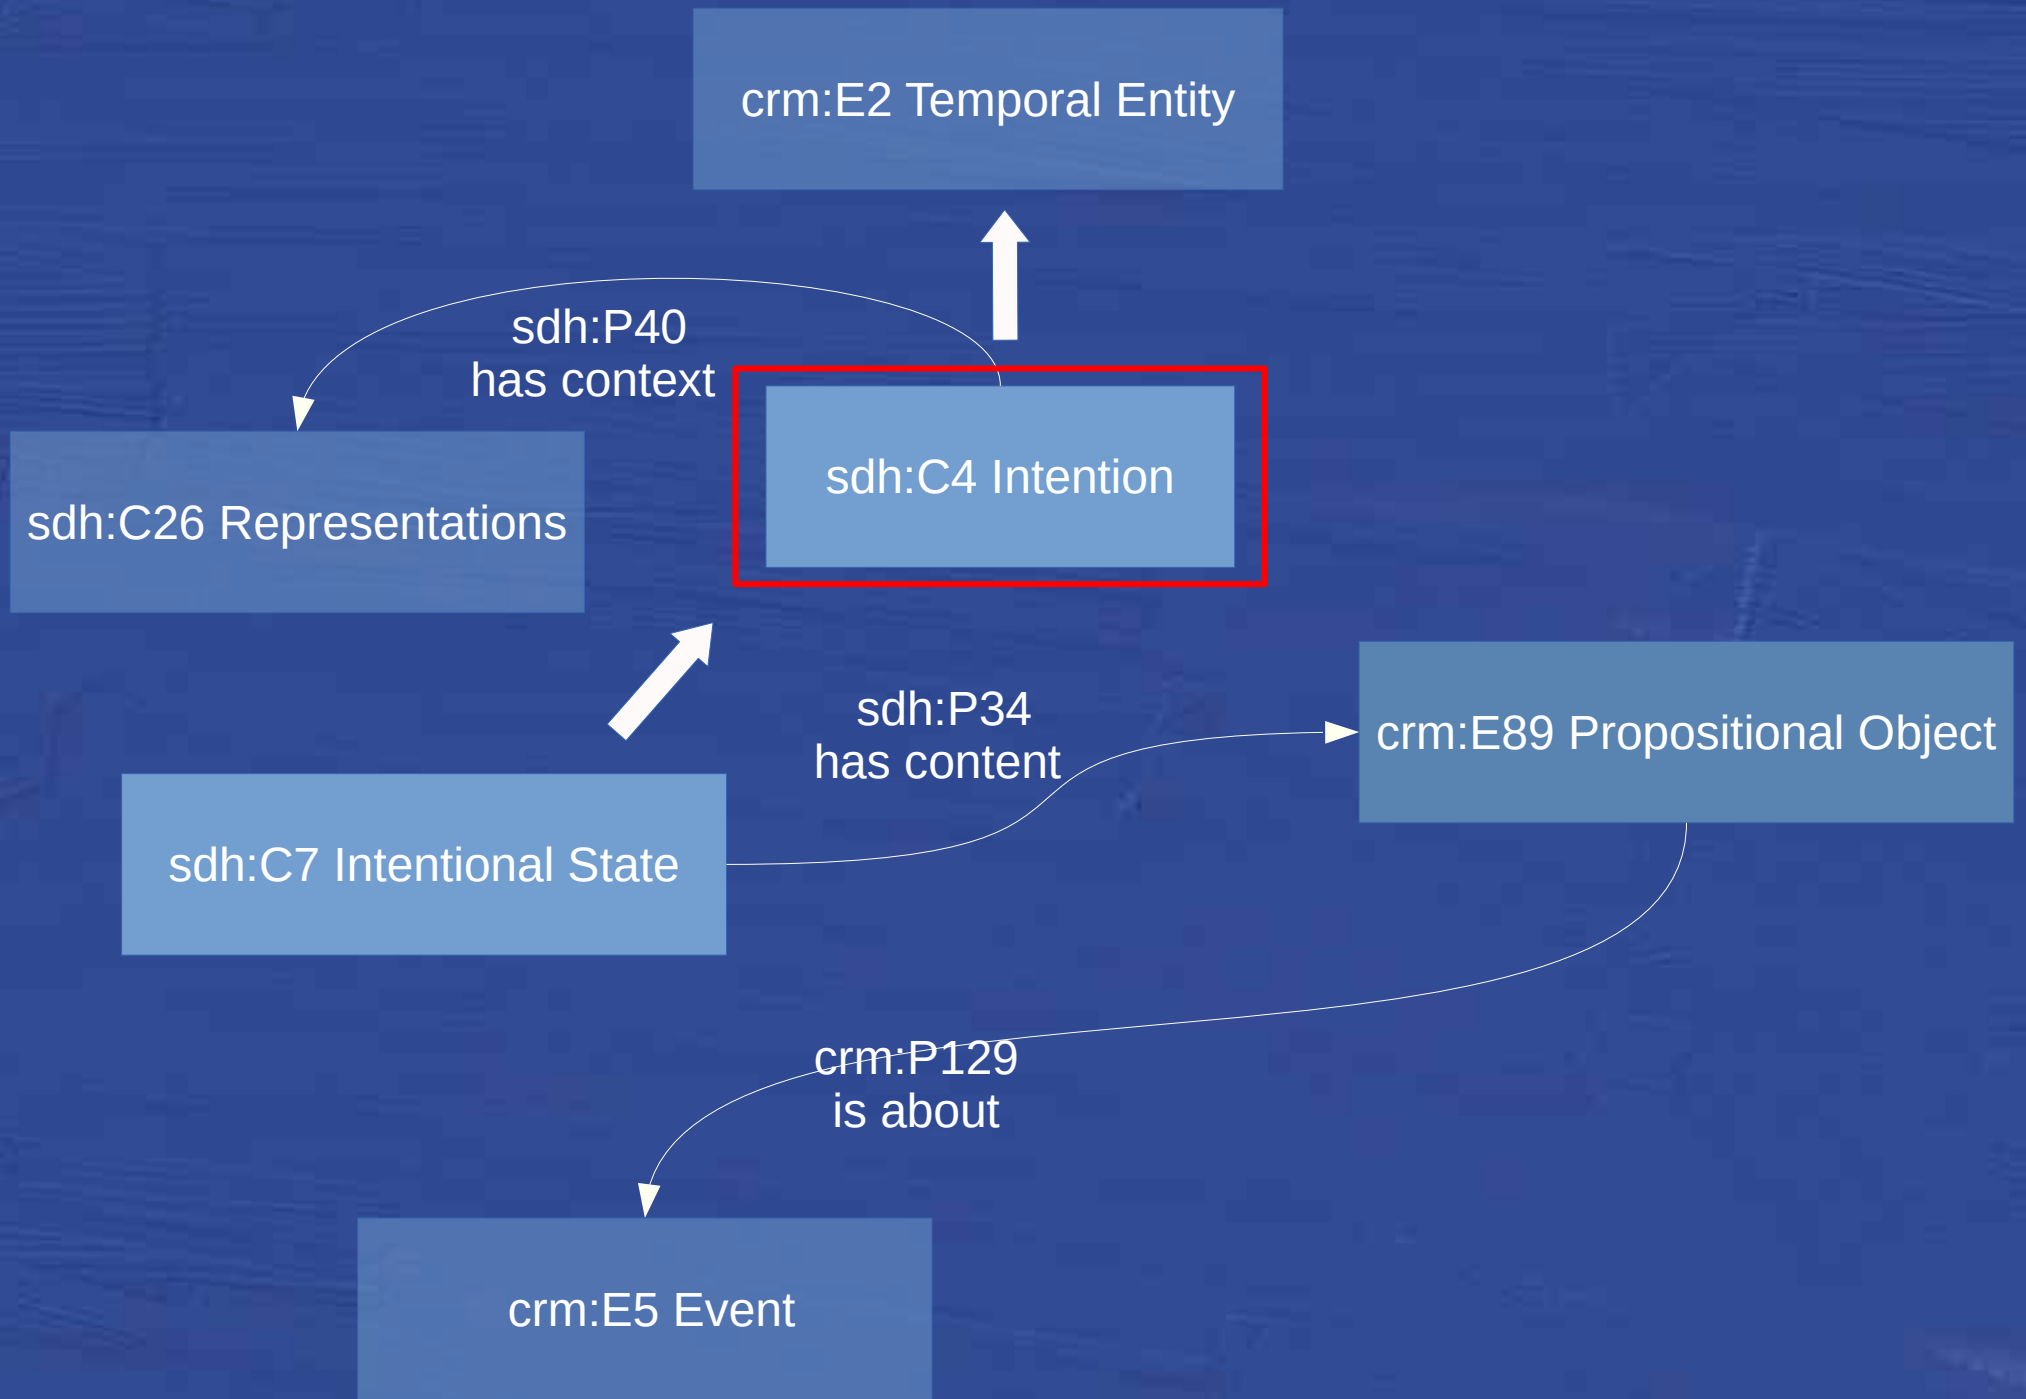 crm:E2 Temporal Entity
sdh:P40
has context
sdh:C4 Intention
sdh:C26 Representations
sdh:P34
has content
crm:E89 Propositional Object
sdh:C7 Intentional State
crm:P129
is about
crm:E5 Event